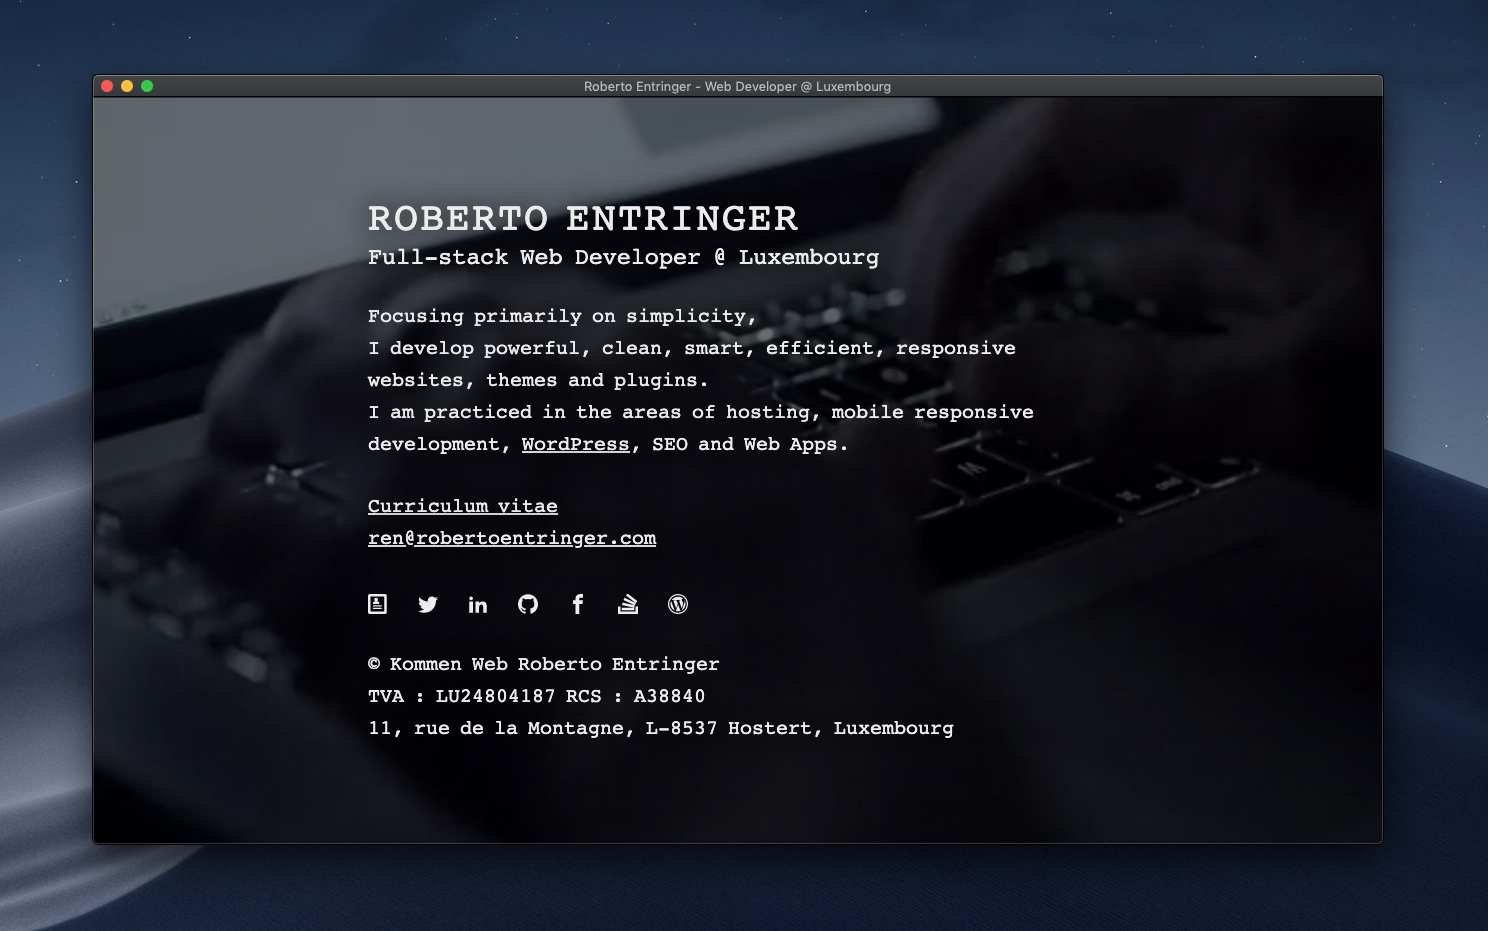 Roberto Entringer - Web Developer @ Luxembourg
ROBERTO ENTRINGER
Full-stack Web Developer @ Luxembourg
Focusing primarily on simplicity,
I develop powerful, clean, smart, efficient, responsive
websites, themes and plugins.
I am practiced in the areas of hosting, mobile responsive
development, WordPress, SEO and Web Apps.
M
⌘ cmd
Curriculum vitae
ren@robertoentringer.com
© Kommen Web Roberto Entringer
TVA : LU24804187 RCS : A38840
11, rue de la Montagne, L-8537 Hostert, Luxembourg